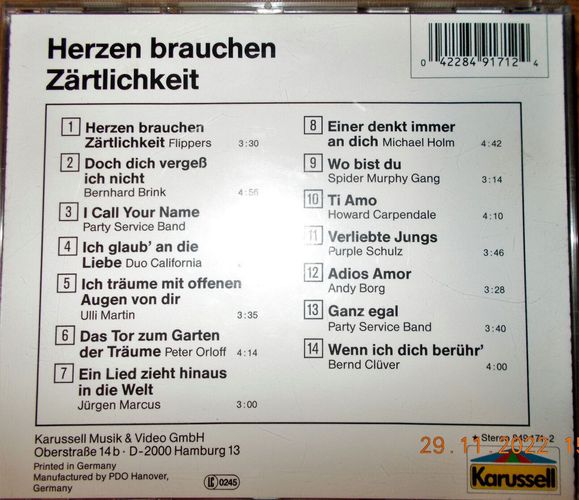 Herzen brauchen
Zärtlichkeit
0 42284 91712 4
1 Herzen brauchen
Zärtlichkeit Flippers 3:30
2 Doch dich vergeß
ich nicht
Bernhard Brink 4:56
3 I Call Your Name
Party Service Band
4 Ich glaub' an die
Liebe Duo California
5 Ich träume mit offenen
Augen von dir
Ulli Martin 3:35
6 Das Tor zum Garten
der Träume Peter Orloff 4:14
7 Ein Lied zieht hinaus
in die Welt
Jürgen Marcus 3:00
8 Einer denkt immer
an dich Michael Holm 4:42
9 Wo bist du
Spider Murphy Gang 3:14
10 Ti Amo
Howard Carpendale 4:10
11 Verliebte Jungs
Purple Schulz 3:46
12 Adios Amor
Andy Borg 3:28
13 Ganz egal
Party Service Band 3:40
14 Wenn ich dich berühr'
Bernd Clüver 4:00
Karussell Musik & Video GmbH
Oberstraße 14 b · D-2000 Hamburg 13
Printed in Germany
Manufactured by PDO Hanover,
Germany
LC 0245
★ Stereo
29.11.2022
Karussell